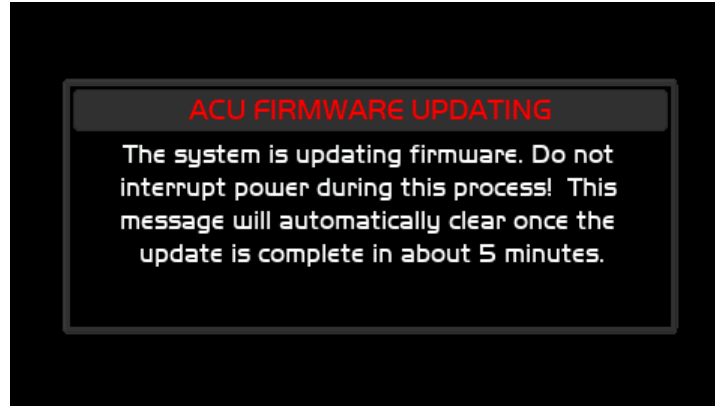 ACU FIRMWARE UPDATING
The system is updating firmware. Do not
interrupt power during this process!  This
message will automatically clear once the
update is complete in about 5 minutes.